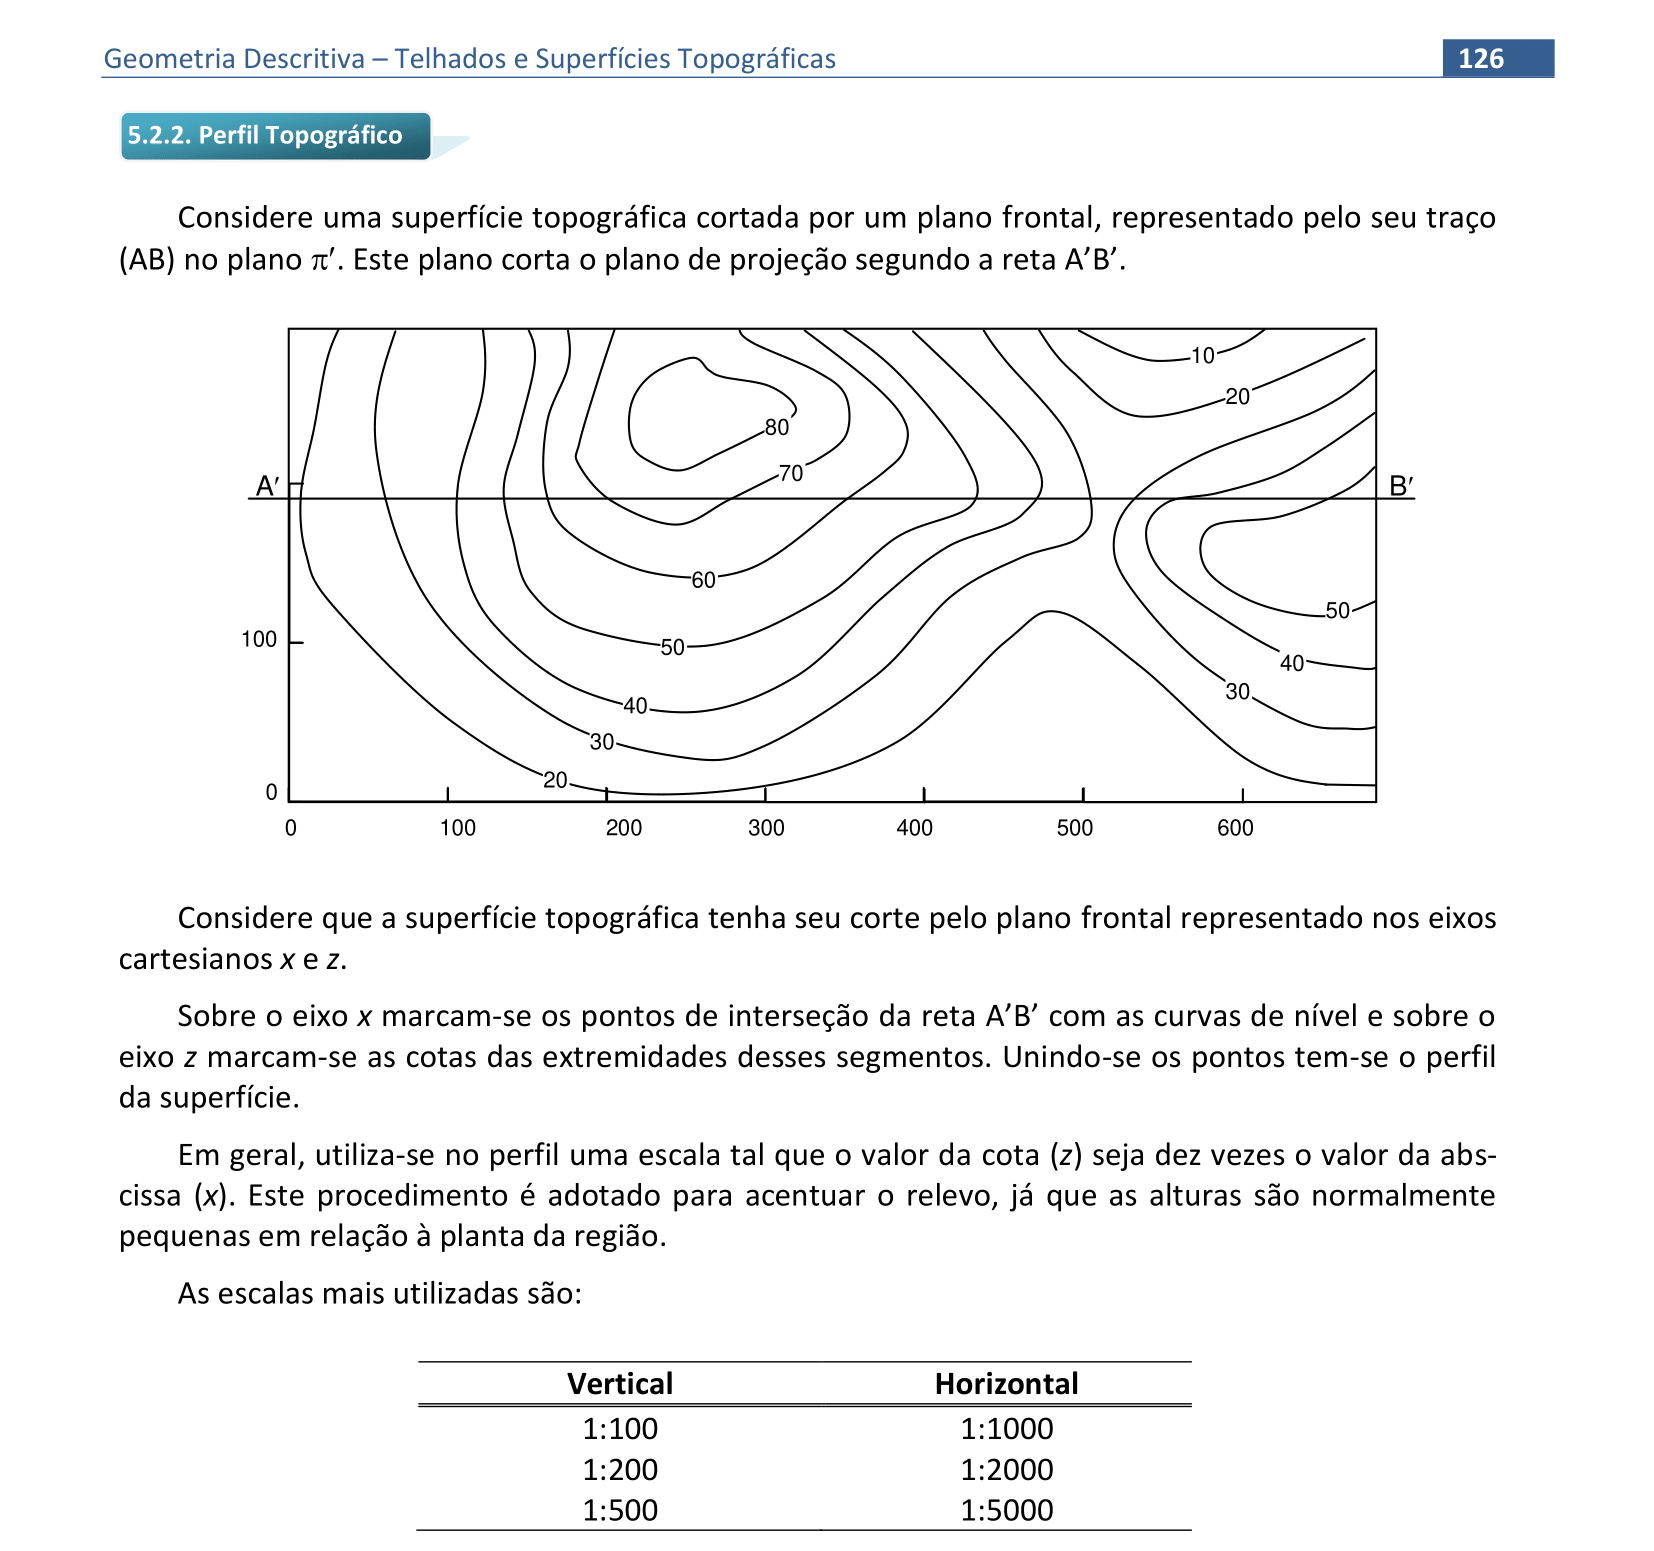 Geometria Descritiva – Telhados e Superfícies Topográficas 126
5.2.2. Perfil Topográfico
Considere uma superfície topográfica cortada por um plano frontal, representado pelo seu traço
(AB) no plano π′. Este plano corta o plano de projeção segundo a reta A’B’.
10
20
80
70
A′ B′
60
50
100
50
40
30
40
30
20
0
0 100 200 300 400 500 600
Considere que a superfície topográfica tenha seu corte pelo plano frontal representado nos eixos
cartesianos x e z.
Sobre o eixo x marcam-se os pontos de interseção da reta A’B’ com as curvas de nível e sobre o
eixo z marcam-se as cotas das extremidades desses segmentos. Unindo-se os pontos tem-se o perfil
da superfície.
Em geral, utiliza-se no perfil uma escala tal que o valor da cota (z) seja dez vezes o valor da abs-
cissa (x). Este procedimento é adotado para acentuar o relevo, já que as alturas são normalmente
pequenas em relação à planta da região.
As escalas mais utilizadas são:
Vertical Horizontal
1:100 1:1000
1:200 1:2000
1:500 1:5000